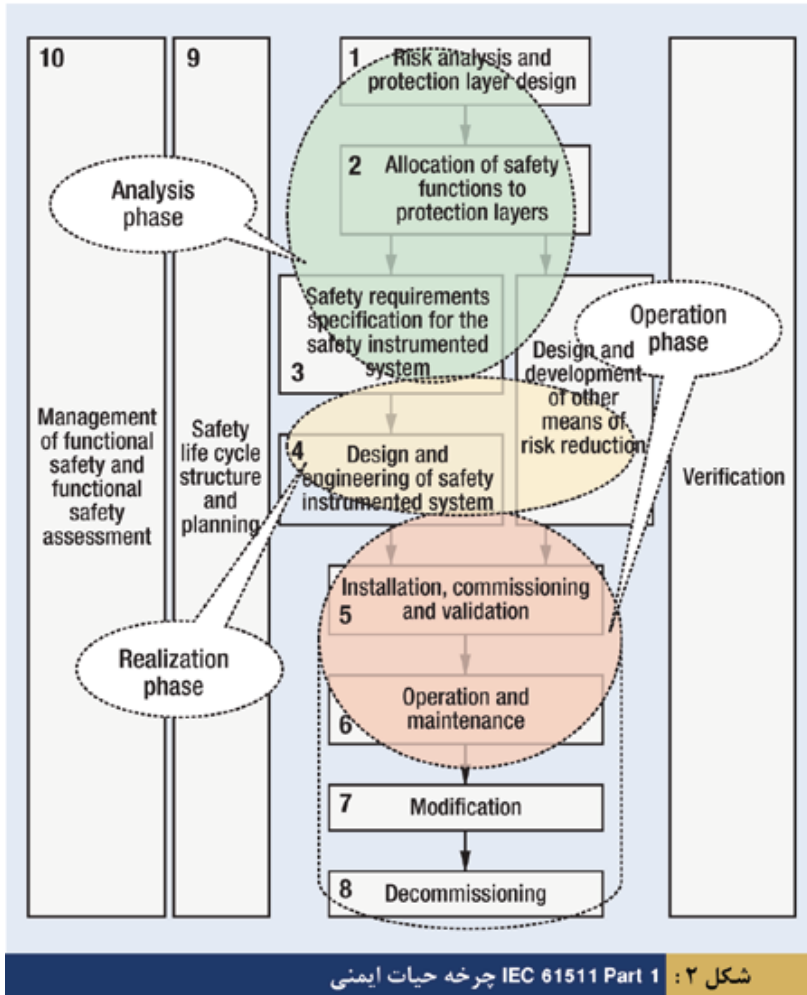 10
Management
of functional
safety and
functional
safety
assessment
9
Safety
life cycle
structure
and
planning
1
Risk analysis and
protection layer design
2
Allocation of safety
functions to
protection layers
Analysis
phase
3
Safety requirements
specification for the
safety instrumented
system
Design and
development
of other
means of
risk reduction
Operation
phase
4
Design and
engineering of safety
instrumented system
Realization
phase
5
Installation, commissioning
and validation
6
Operation and
maintenance
7
Modification
8
Decommissioning
Verification
شکل ۲ : IEC 61511 Part 1 چرخه حیات ایمنی